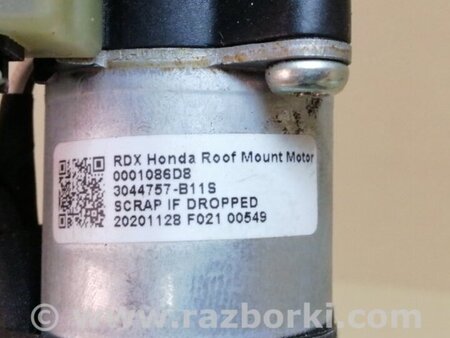 RDX Honda Roof Mount Motor
0001086D8
3044757-B11S
SCRAP IF DROPPED
20201128 F021 00549
© www.razborki.com